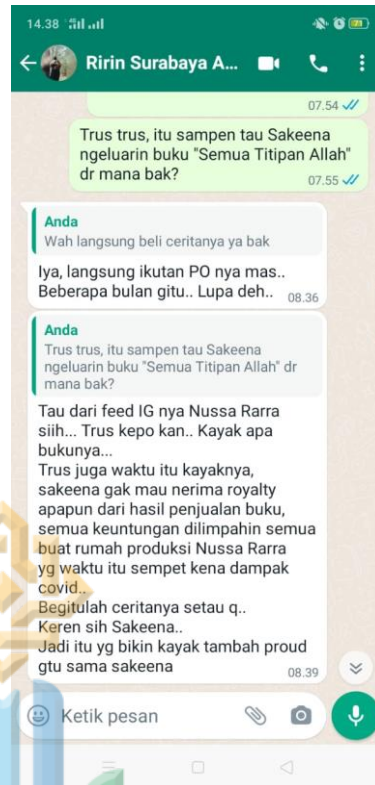 14.38
Ririn Surabaya A...
07.54
Trus trus, itu sampen tau Sakeena
ngeluarin buku "Semua Titipan Allah"
dr mana bak?
07.55
Anda
Wah langsung beli ceritanya ya bak
Iya, langsung ikutan PO nya mas..
Beberapa bulan gitu.. Lupa deh..
08.36
Anda
Trus trus, itu sampen tau Sakeena
ngeluarin buku "Semua Titipan Allah" dr
mana bak?
Tau dari feed IG nya Nussa Rarra
siih... Trus kepo kan.. Kayak apa
bukunya...
Trus juga waktu itu kayaknya,
sakeena gak mau nerima royalty
apapun dari hasil penjualan buku,
semua keuntungan dilimpahin semua
buat rumah produksi Nussa Rarra
yg waktu itu sempet kena dampak
covid..
Begitulah ceritanya setau q..
Keren sih Sakeena..
Jadi itu yg bikin kayak tambah proud
gtu sama sakeena
08.39
Ketik pesan